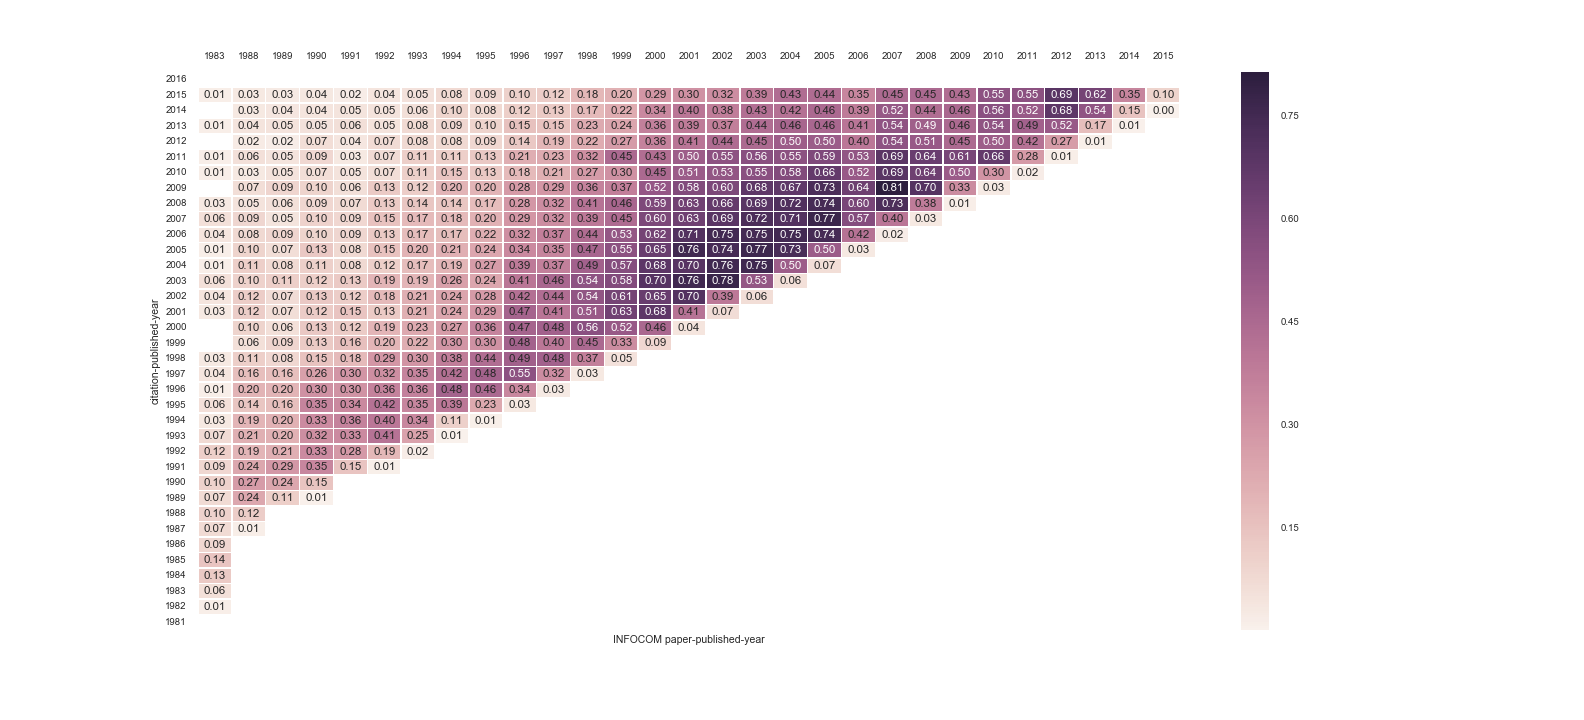 1983 1988 1989 1990 1991 1992 1993 1994 1995 1996 1997 1998 1999 2000 2001 2002 2003 2004 2005 2006 2007 2008 2009 2010 2011 2012 2013 2014 2015
2016
2015 0.01 0.03 0.03 0.04 0.02 0.04 0.05 0.08 0.09 0.10 0.12 0.18 0.20 0.29 0.30 0.32 0.39 0.43 0.44 0.35 0.45 0.45 0.43 0.55 0.55 0.69 0.62 0.35 0.10
2014 0.03 0.04 0.04 0.05 0.05 0.06 0.10 0.08 0.12 0.13 0.17 0.22 0.34 0.40 0.38 0.43 0.42 0.46 0.39 0.52 0.44 0.46 0.56 0.52 0.68 0.54 0.15 0.00
2013 0.01 0.04 0.05 0.05 0.06 0.05 0.08 0.09 0.10 0.15 0.15 0.23 0.24 0.36 0.39 0.37 0.44 0.46 0.46 0.41 0.54 0.49 0.46 0.54 0.49 0.52 0.17 0.01
2012 0.02 0.02 0.07 0.04 0.07 0.08 0.08 0.09 0.14 0.19 0.22 0.27 0.36 0.41 0.44 0.45 0.50 0.50 0.40 0.54 0.51 0.45 0.50 0.42 0.27 0.01
2011 0.01 0.06 0.05 0.09 0.03 0.07 0.11 0.11 0.13 0.21 0.23 0.32 0.45 0.43 0.50 0.55 0.56 0.55 0.59 0.53 0.69 0.64 0.61 0.66 0.28 0.01
2010 0.01 0.03 0.05 0.07 0.05 0.07 0.11 0.15 0.13 0.18 0.21 0.27 0.30 0.45 0.51 0.53 0.55 0.58 0.66 0.52 0.69 0.64 0.50 0.30 0.02
2009 0.07 0.09 0.10 0.06 0.13 0.12 0.20 0.20 0.28 0.29 0.36 0.37 0.52 0.58 0.60 0.68 0.67 0.73 0.64 0.81 0.70 0.33 0.03
2008 0.03 0.05 0.06 0.09 0.07 0.13 0.14 0.14 0.17 0.28 0.32 0.41 0.46 0.59 0.63 0.66 0.69 0.72 0.74 0.60 0.73 0.38 0.01
2007 0.06 0.09 0.05 0.10 0.09 0.15 0.17 0.18 0.20 0.29 0.32 0.39 0.45 0.60 0.63 0.69 0.72 0.71 0.77 0.57 0.40 0.03
2006 0.04 0.08 0.09 0.10 0.09 0.13 0.17 0.17 0.22 0.32 0.37 0.44 0.53 0.62 0.71 0.75 0.75 0.75 0.74 0.42 0.02
2005 0.01 0.10 0.07 0.13 0.08 0.15 0.20 0.21 0.24 0.34 0.35 0.47 0.55 0.65 0.76 0.74 0.77 0.73 0.50 0.03
2004 0.01 0.11 0.08 0.11 0.08 0.12 0.17 0.19 0.27 0.39 0.37 0.49 0.57 0.68 0.70 0.76 0.75 0.50 0.07
2003 0.06 0.10 0.11 0.12 0.13 0.19 0.19 0.26 0.24 0.41 0.46 0.54 0.58 0.70 0.76 0.78 0.53 0.06
2002 0.04 0.12 0.07 0.13 0.12 0.18 0.21 0.24 0.28 0.42 0.44 0.54 0.61 0.65 0.70 0.39 0.06
2001 0.03 0.12 0.07 0.12 0.15 0.13 0.21 0.24 0.29 0.47 0.41 0.51 0.63 0.68 0.41 0.07
2000 0.10 0.06 0.13 0.12 0.19 0.23 0.27 0.36 0.47 0.48 0.56 0.52 0.46 0.04
1999 0.06 0.09 0.13 0.16 0.20 0.22 0.30 0.30 0.48 0.40 0.45 0.33 0.09
1998 0.03 0.11 0.08 0.15 0.18 0.29 0.30 0.38 0.44 0.49 0.48 0.37 0.05
1997 0.04 0.16 0.16 0.26 0.30 0.32 0.35 0.42 0.48 0.55 0.32 0.03
1996 0.01 0.20 0.20 0.30 0.30 0.36 0.36 0.48 0.46 0.34 0.03
1995 0.06 0.14 0.16 0.35 0.34 0.42 0.35 0.39 0.23 0.03
1994 0.03 0.19 0.20 0.33 0.36 0.40 0.34 0.11 0.01
1993 0.07 0.21 0.20 0.32 0.33 0.41 0.25 0.01
1992 0.12 0.19 0.21 0.33 0.28 0.19 0.02
1991 0.09 0.24 0.29 0.35 0.15 0.01
1990 0.10 0.27 0.24 0.15
1989 0.07 0.24 0.11 0.01
1988 0.10 0.12
1987 0.07 0.01
1986 0.09
1985 0.14
1984 0.13
1983 0.06
1982 0.01
1981
citation-published-year
INFOCOM paper-published-year
0.75
0.60
0.45
0.30
0.15